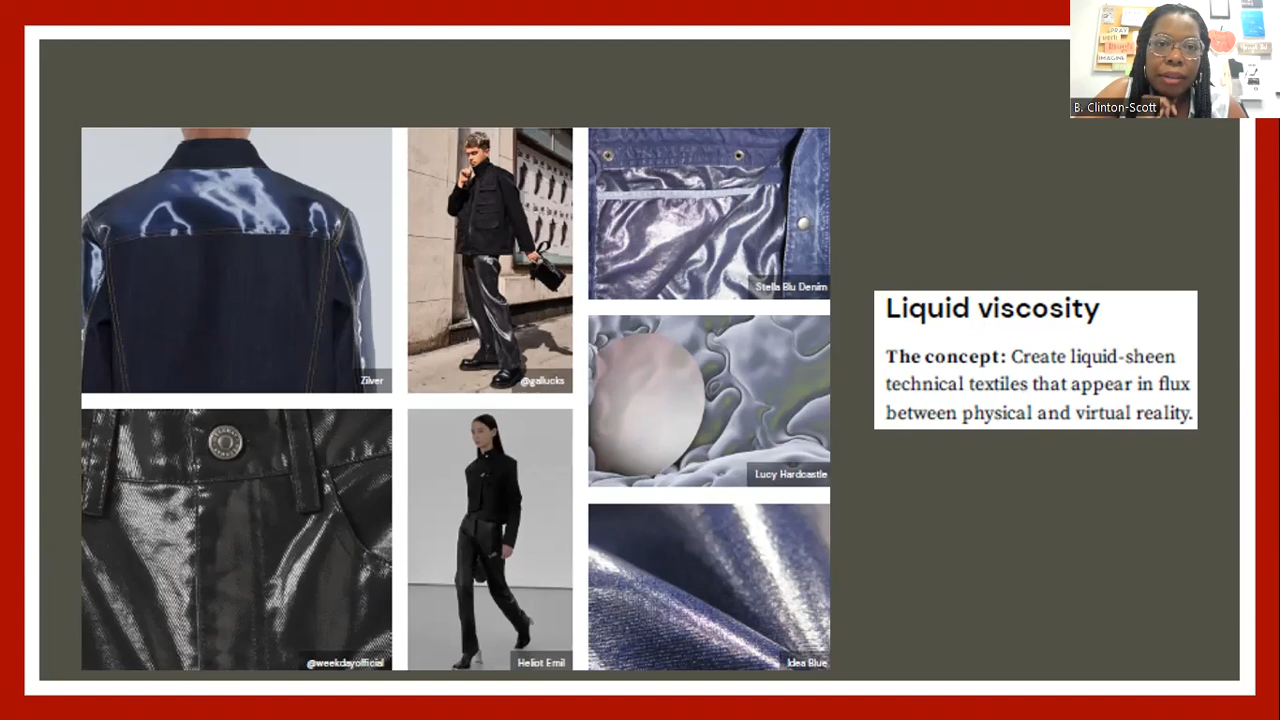 B. Clinton-Scott
Zilver
@gallucks
Stella Blu Denim
Lucy Hardcastle
@weekdayofficial
Heliot Emil
Idea Blue
Liquid viscosity
The concept: Create liquid-sheen
technical textiles that appear in flux
between physical and virtual reality.
IMAGINE